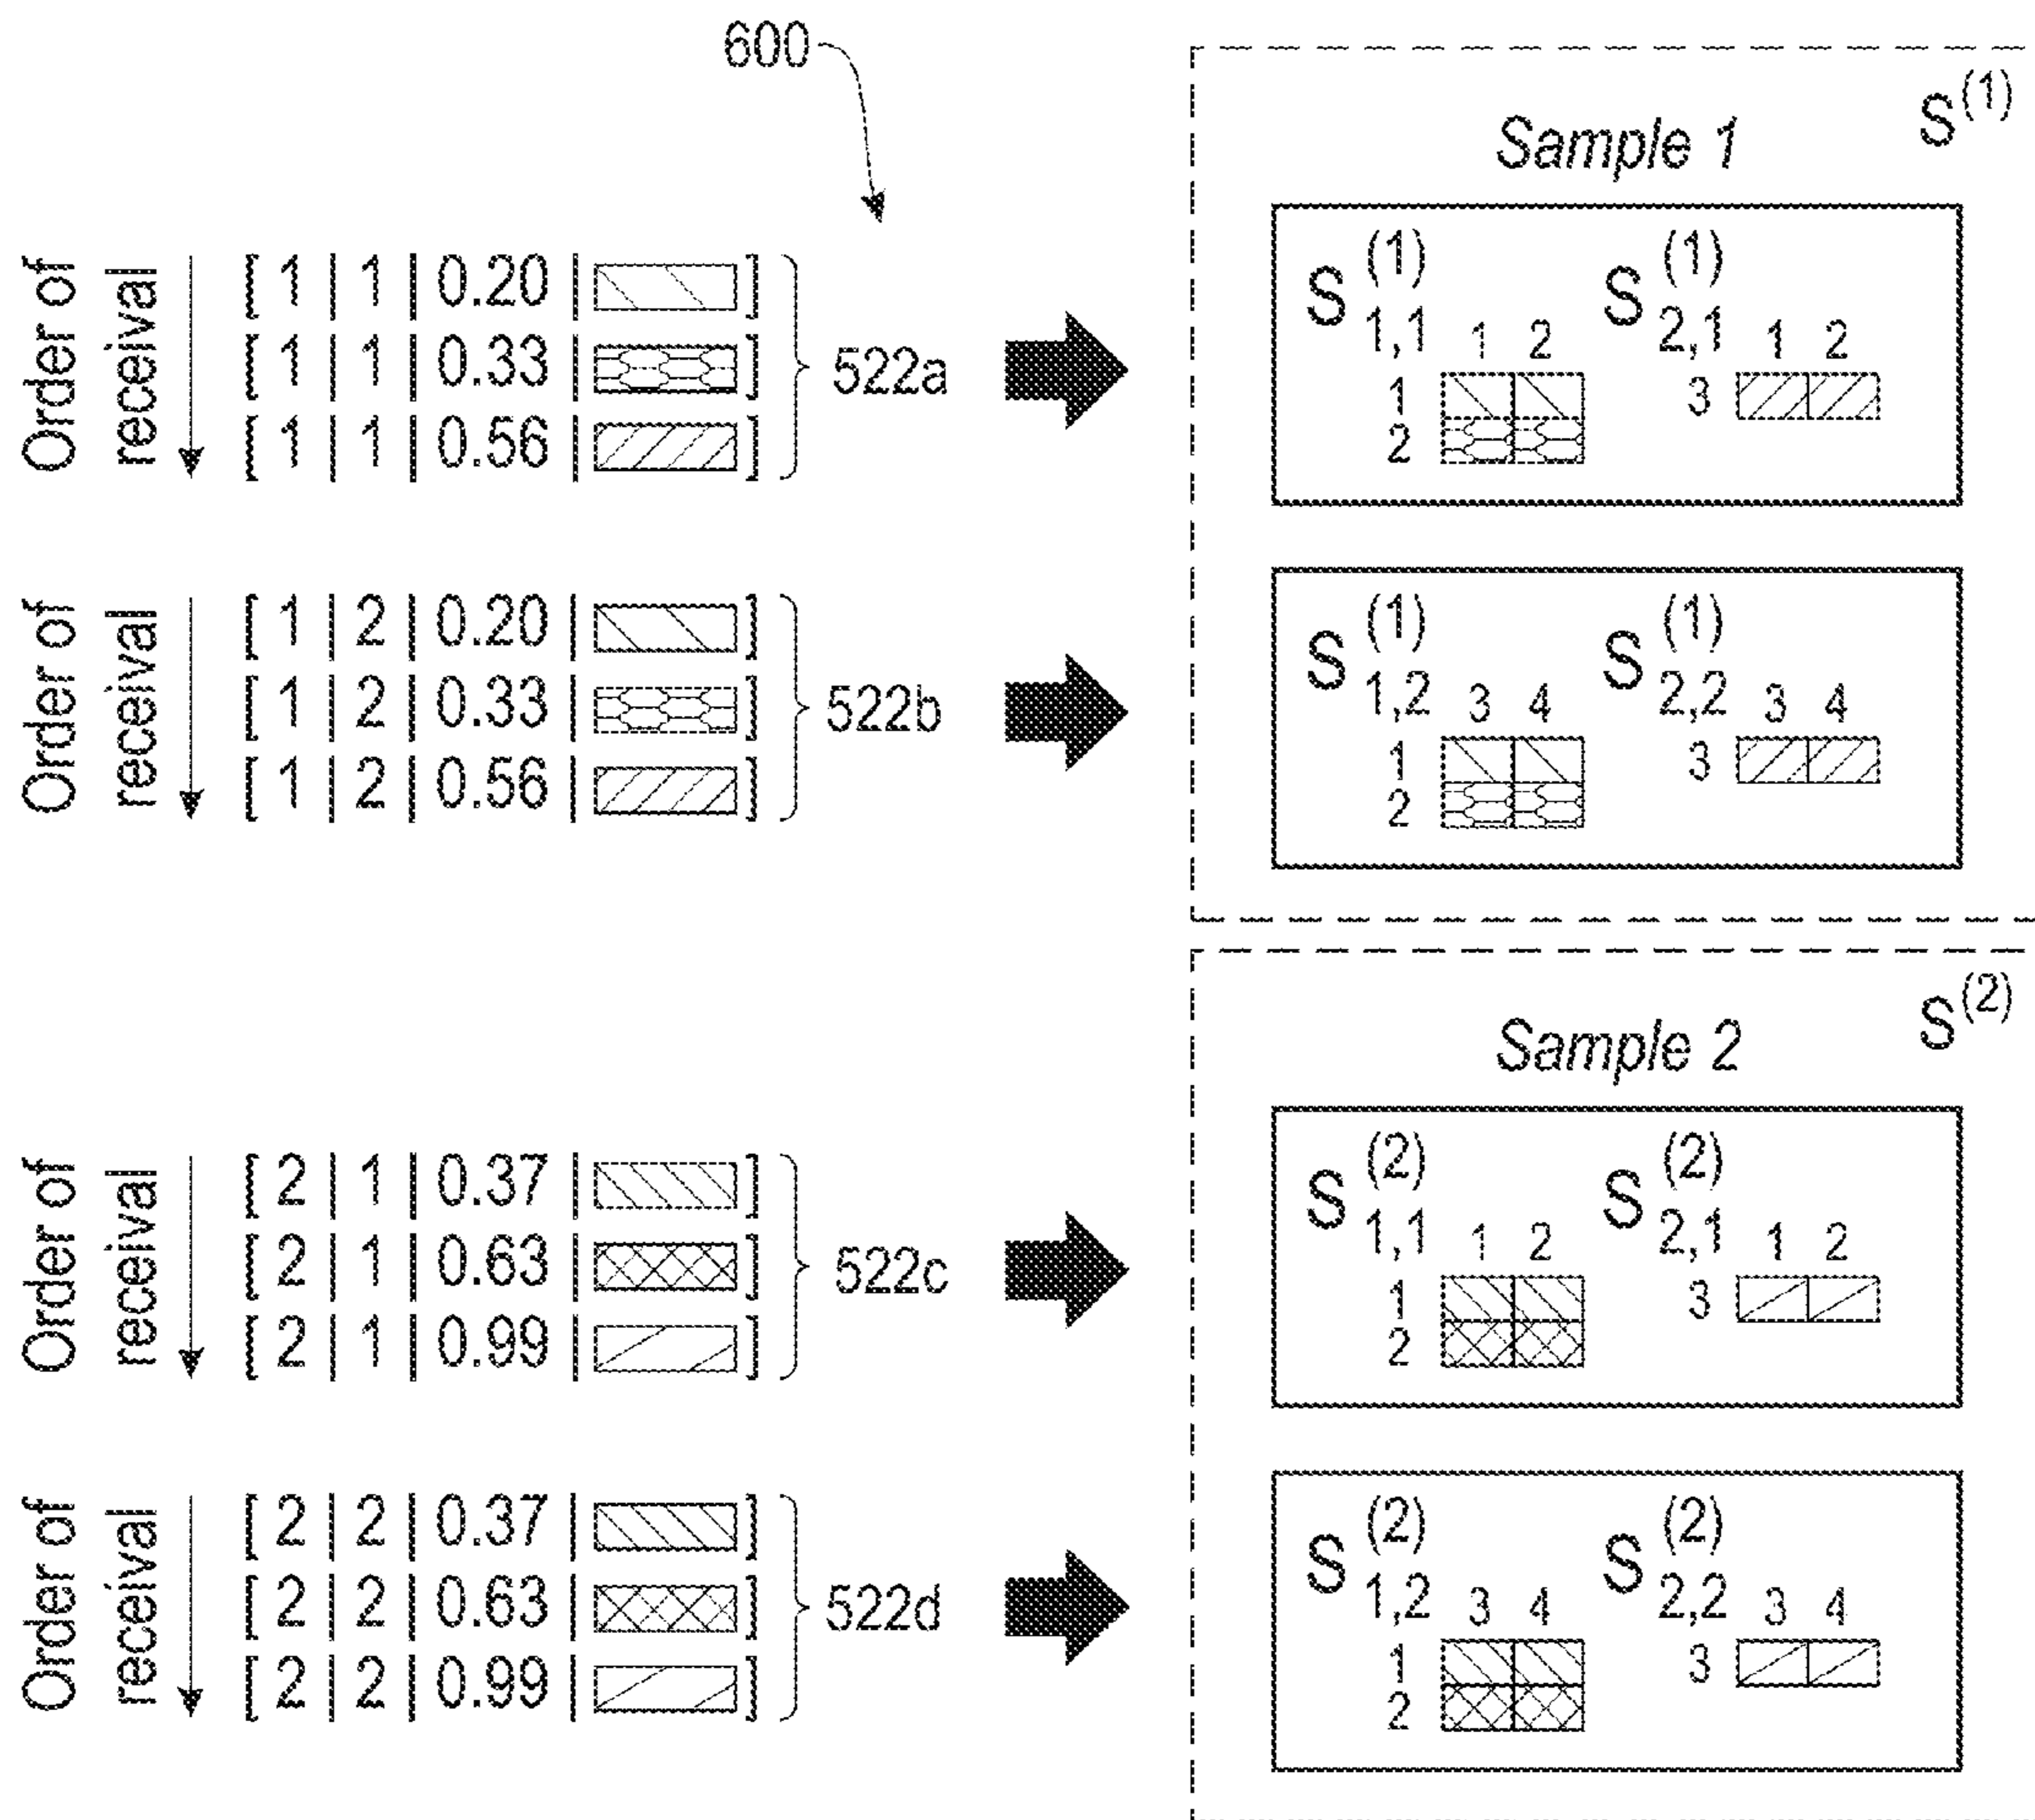 600
Order of
receival
[ 1 | 1 | 0.20 | ]
[ 1 | 1 | 0.33 | ]
[ 1 | 1 | 0.56 | ]
522a
Order of
receival
[ 1 | 2 | 0.20 | ]
[ 1 | 2 | 0.33 | ]
[ 1 | 2 | 0.56 | ]
522b
S(1)
Sample 1
S(1)1,1 S(1)2,1
1 2 1 2
1 3
2
S(1)1,2 S(1)2,2
3 4 3 4
1 3
2
Order of
receival
[ 2 | 1 | 0.37 | ]
[ 2 | 1 | 0.63 | ]
[ 2 | 1 | 0.99 | ]
522c
Order of
receival
[ 2 | 2 | 0.37 | ]
[ 2 | 2 | 0.63 | ]
[ 2 | 2 | 0.99 | ]
522d
S(2)
Sample 2
S(2)1,1 S(2)2,1
1 2 1 2
1 3
2
S(2)1,2 S(2)2,2
3 4 3 4
1 3
2